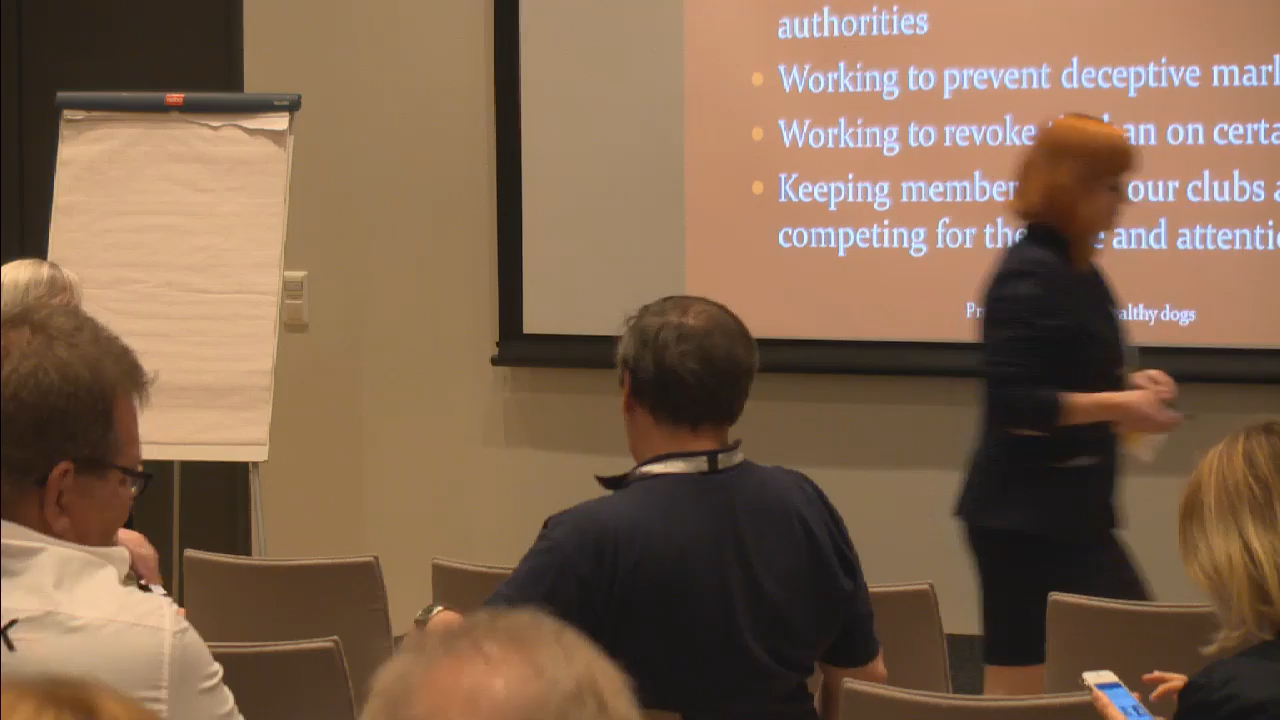 authorities
Working to prevent deceptive mar
Working to revoke an on certa
Keeping member our clubs a
competing for the and attenti
Pr althy dogs